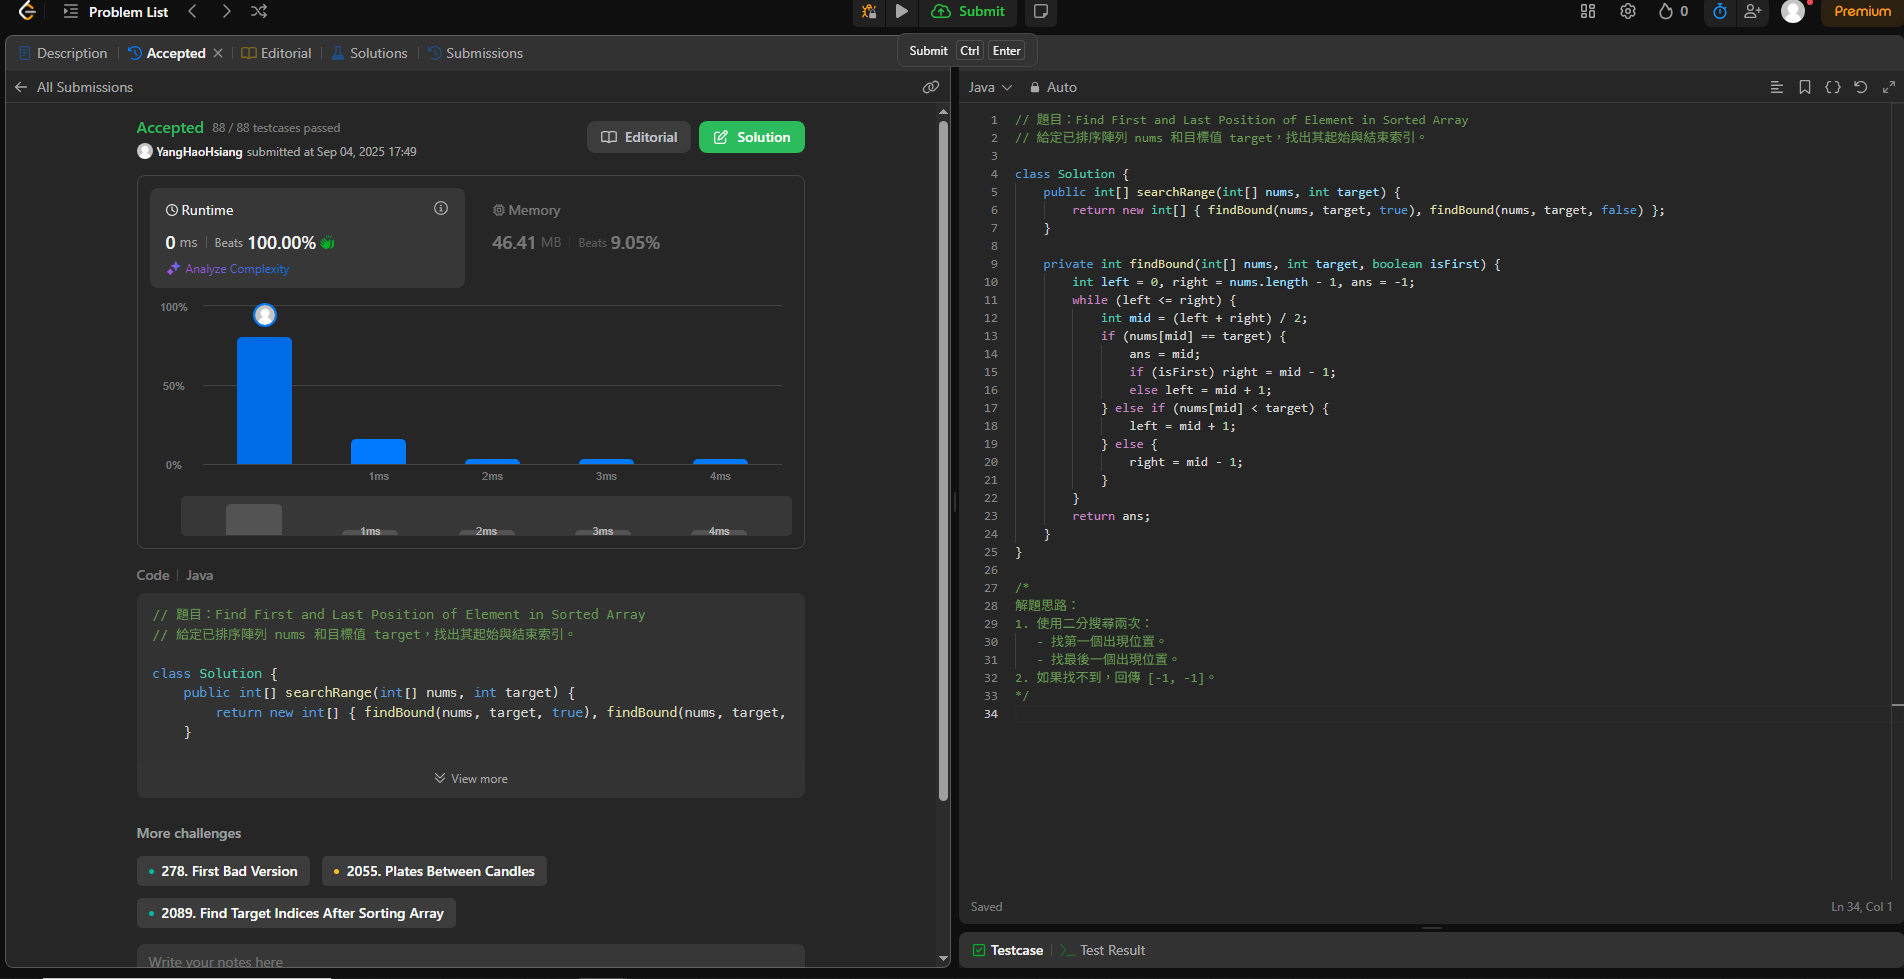 Problem List
Submit
0
Premium
Submit Ctrl Enter
Description
Accepted
Editorial
Solutions
Submissions
All Submissions
Accepted 88 / 88 testcases passed
YangHaoHsiang submitted at Sep 04, 2025 17:49
Editorial
Solution
Runtime
0 ms | Beats 100.00%
Analyze Complexity
Memory
46.41 MB | Beats 9.05%
100%
50%
0%
1ms 2ms 3ms 4ms
1ms 2ms 3ms 4ms
Code | Java
// 題目：Find First and Last Position of Element in Sorted Array
// 給定已排序陣列 nums 和目標值 target，找出其起始與結束索引。
class Solution {
    public int[] searchRange(int[] nums, int target) {
        return new int[] { findBound(nums, target, true), findBound(nums, target,
    }
View more
More challenges
278. First Bad Version
2055. Plates Between Candles
2089. Find Target Indices After Sorting Array
Write your notes here
Java
Auto
1 // 題目：Find First and Last Position of Element in Sorted Array
2 // 給定已排序陣列 nums 和目標值 target，找出其起始與結束索引。
3
4 class Solution {
5     public int[] searchRange(int[] nums, int target) {
6         return new int[] { findBound(nums, target, true), findBound(nums, target, false) };
7     }
8
9     private int findBound(int[] nums, int target, boolean isFirst) {
10         int left = 0, right = nums.length - 1, ans = -1;
11         while (left <= right) {
12             int mid = (left + right) / 2;
13             if (nums[mid] == target) {
14                 ans = mid;
15                 if (isFirst) right = mid - 1;
16                 else left = mid + 1;
17             } else if (nums[mid] < target) {
18                 left = mid + 1;
19             } else {
20                 right = mid - 1;
21             }
22         }
23         return ans;
24     }
25 }
26
27 /*
28 解題思路：
29 1. 使用二分搜尋兩次：
30    - 找第一個出現位置。
31    - 找最後一個出現位置。
32 2. 如果找不到，回傳 [-1, -1]。
33 */
34
Saved
Ln 34, Col 1
Testcase
Test Result